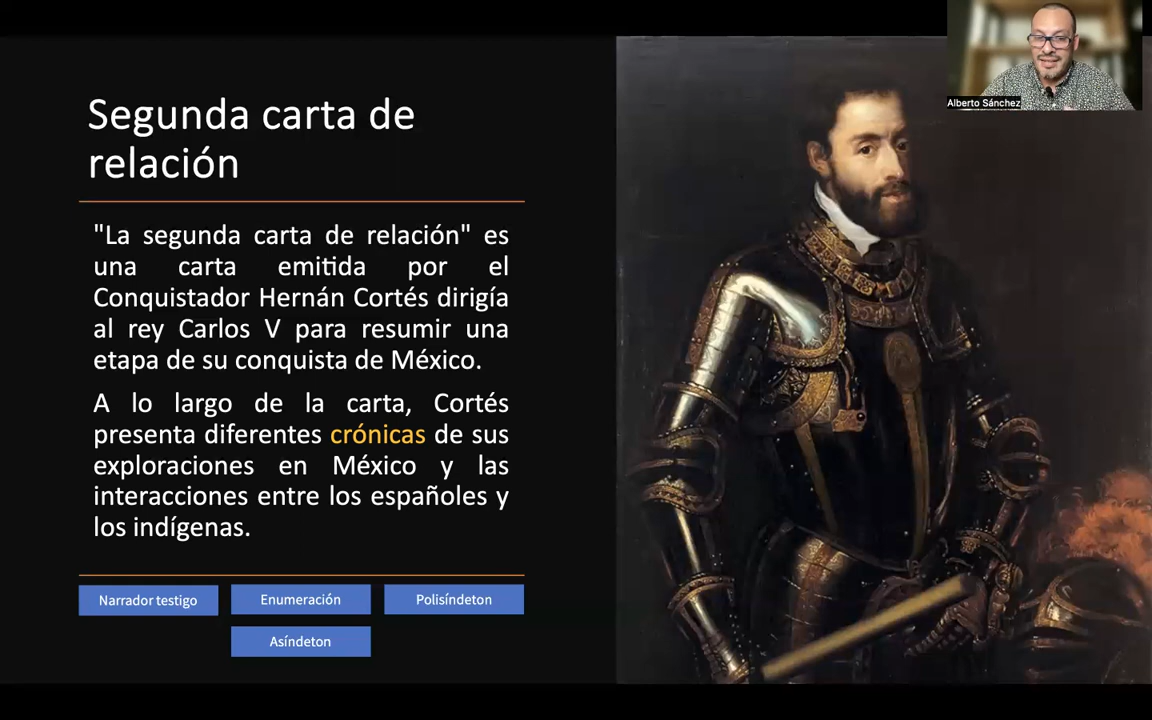 Alberto Sánchez
Segunda carta de
relación
"La segunda carta de relación" es
una carta emitida por el
Conquistador Hernán Cortés dirigía
al rey Carlos V para resumir una
etapa de su conquista de México.
A lo largo de la carta, Cortés
presenta diferentes crónicas de sus
exploraciones en México y las
interacciones entre los españoles y
los indígenas.
Narrador testigo
Enumeración
Polisíndeton
Asíndeton